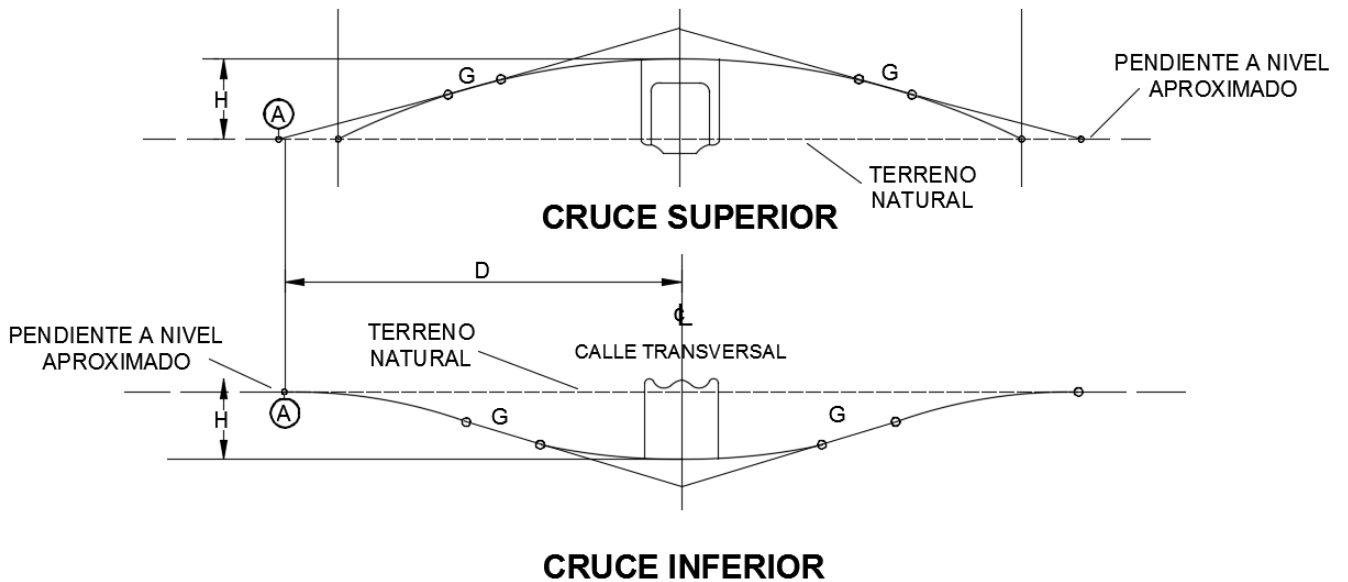 PENDIENTE A NIVEL
APROXIMADO
G
G
H
A
TERRENO
NATURAL
CRUCE SUPERIOR
D
℄
PENDIENTE A NIVEL
APROXIMADO
TERRENO
NATURAL
CALLE TRANSVERSAL
A
H
G
G
CRUCE INFERIOR